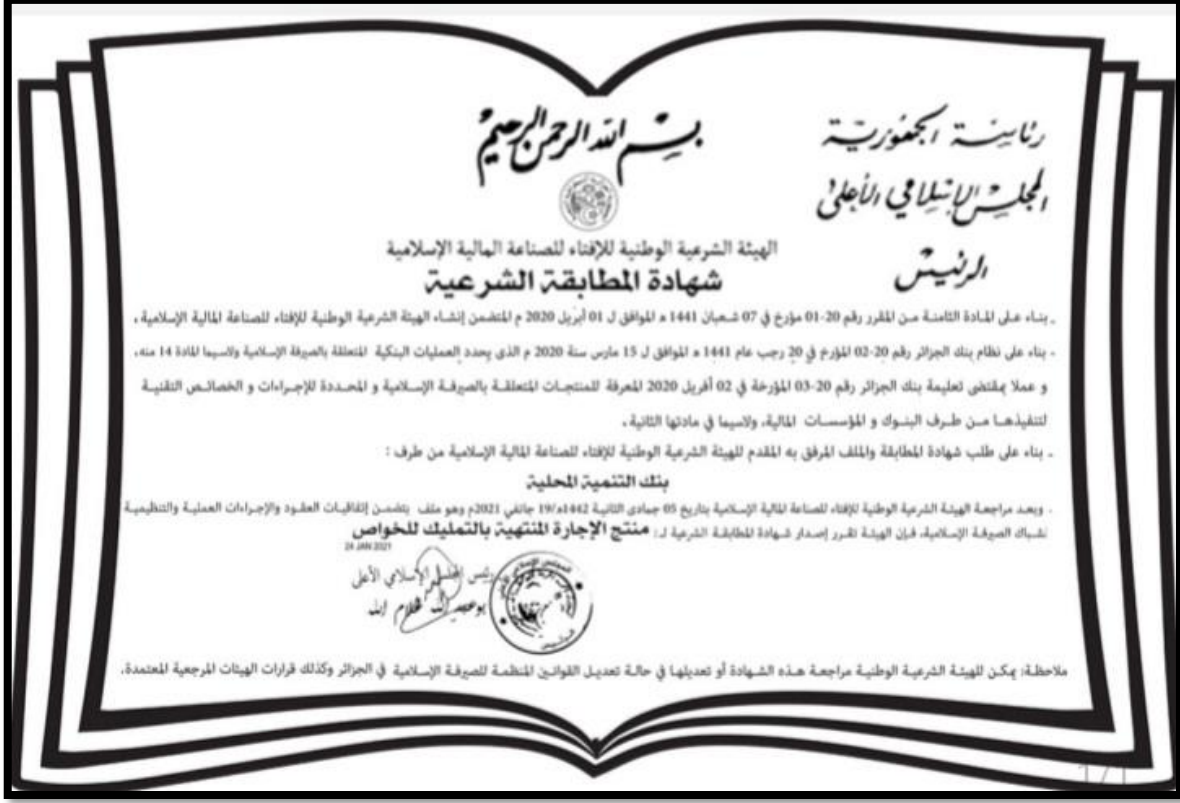 بسم الله الرحمن الرحيم
رئاسة الجمهورية
المجلس الإسلامي الأعلى
الرئيس
الهيئة الشرعية الوطنية للإفتاء للصناعة المالية الإسلامية
شهادة المطابقة الشرعية
ـ بناء على المادة الثامنة من المقرر رقم 20-01 مؤرخ في 07 شعبان 1441 ه الموافق ل 01 أبريل 2020 م المتضمن إنشاء الهيئة الشرعية الوطنية للإفتاء للصناعة المالية الإسلامية ،
- بناء على نظام بنك الجزائر رقم 20-02 المؤرخ في 20 رجب عام 1441 ه الموافق ل 15 مارس سنة 2020 م الذى يحدد العمليات البنكية المتعلقة بالصيرفة الإسلامية ولاسيما المادة 14 منه،
و عملا بمقتضى تعليمة بنك الجزائر رقم 20-03 المؤرخة في 02 أفريل 2020 المعرفة للمنتجات المتعلقة بالصيرفة الإسلامية و المحددة للإجراءات و الخصائص التقنية
لتنفيذها من طرف البنوك و المؤسسات المالية، ولاسيما في مادتها الثانية ،
ـ بناء على طلب شهادة المطابقة والملف المرفق به المقدم للهيئة الشرعية الوطنية للإفتاء للصناعة المالية الإسلامية من طرف :
بنك التنمية المحلية
. وبعد مراجعة الهيئة الشرعية الوطنية للإفتاء للصناعة المالية الإسلامية بتاريخ 05 جمادى الثانية 1442ه/19 جانفي 2021م وهو ملف يتضمن إتفاقيات العقود والإجراءات العملية والتنظيمية
لشباك الصيرفة الإسلامية، فإن الهيئة تقرر إصدار شهادة المطابقة الشرعية لـ: منتج الإجارة المنتهية بالتمليك للخواص
24 JAN 2021
رئيس المجلس الإسلامي الأعلى
بوعبد الله غلام الله
ملاحظة: يمكن للهيئة الشرعية الوطنية مراجعة هذه الشهادة أو تعديلها في حالة تعديل القوانين المنظمة للصيرفة الإسلامية في الجزائر وكذلك قرارات الهيئات المرجعية المعتمدة.
1/1